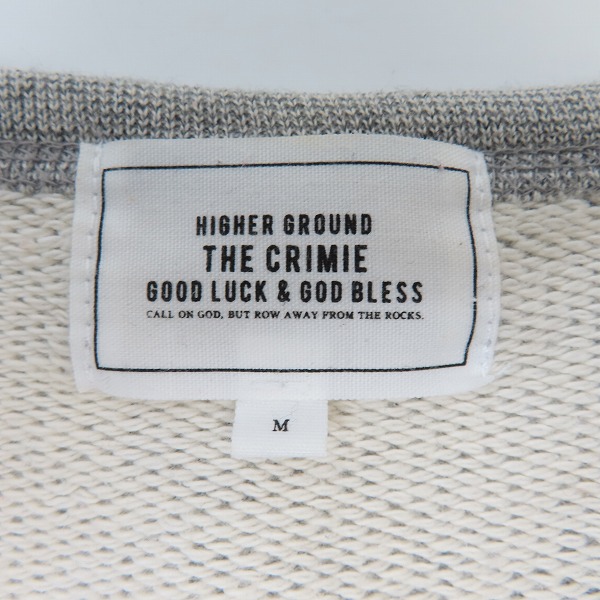 HIGHER GROUND
THE CRIMIE
GOOD LUCK & GOD BLESS
CALL ON GOD, BUT ROW AWAY FROM THE ROCKS.
M